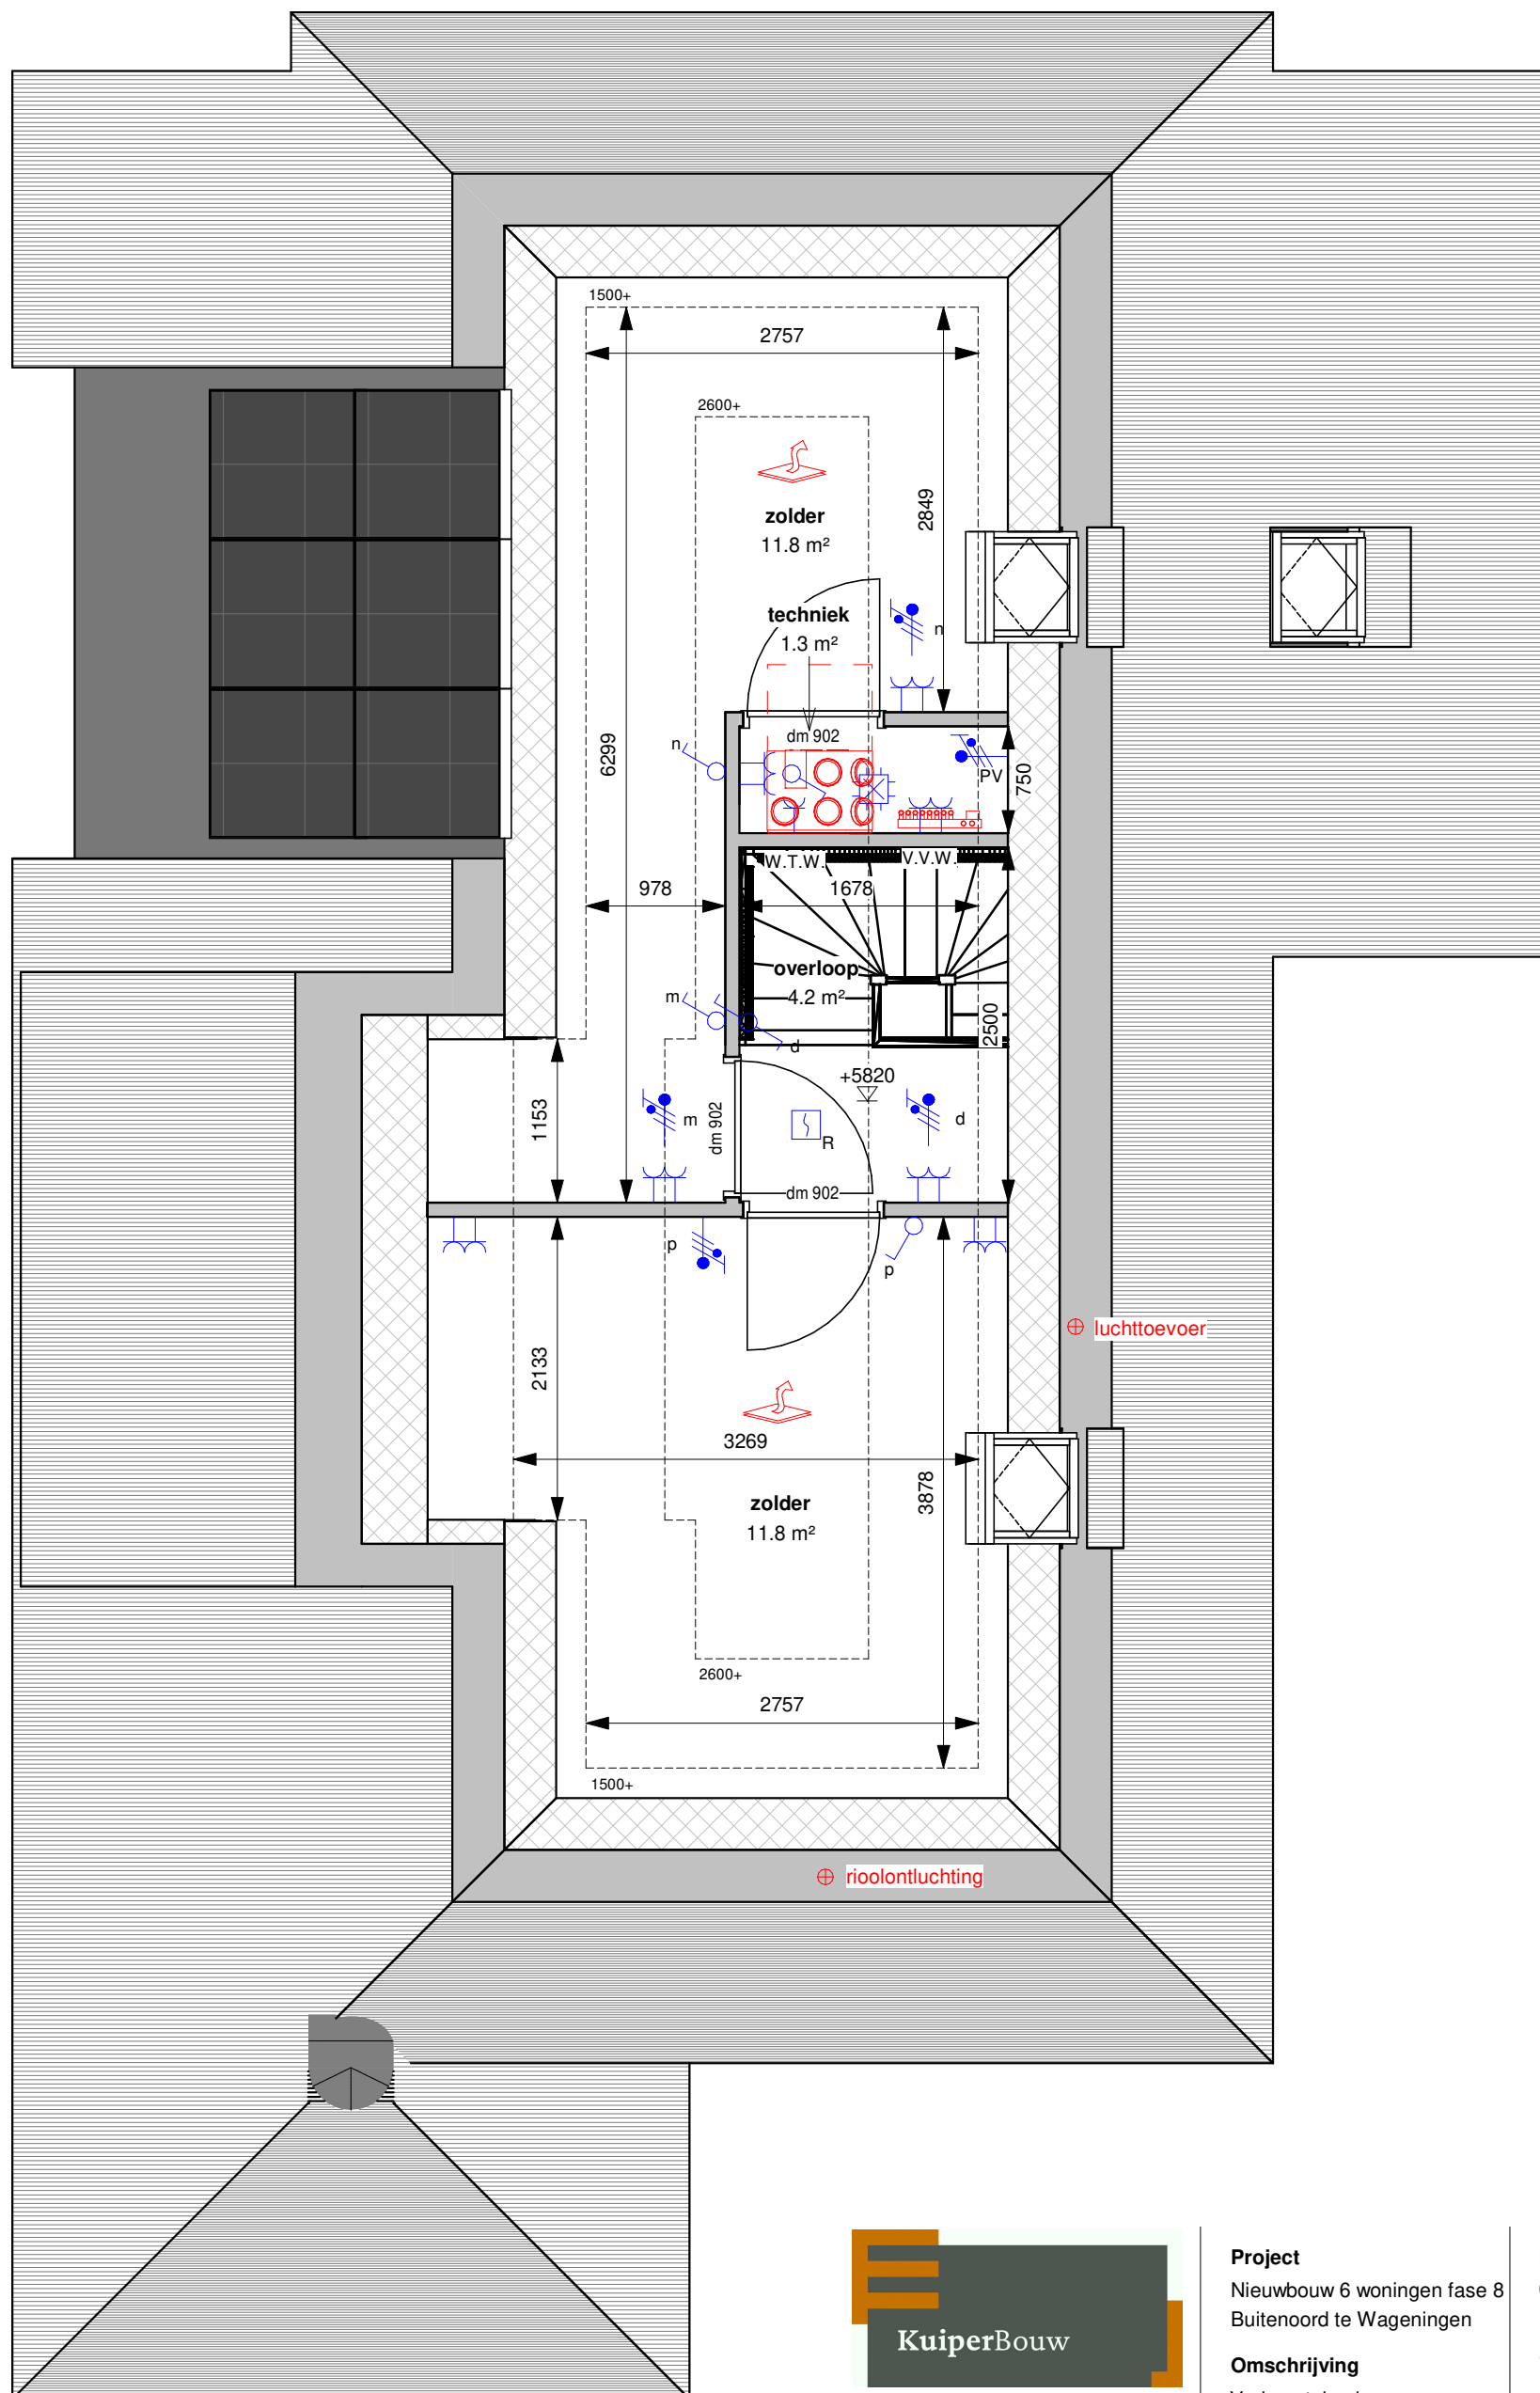 1500+
2757
2600+
2849
zolder
11.8 m²
techniek
1.3 m²
n
6299
n
dm 902
PV
750
W.T.W.
V.V.W.
978
1678
overloop
4.2 m²
m
d
2500
+5820
1153
m
dm 902
R
d
dm 902
p
p
luchttoevoer
2133
3269
3878
zolder
11.8 m²
2600+
2757
1500+
rioolontluchting
KuiperBouw
Project
Nieuwbouw 6 woningen fase 8
Buitenoord te Wageningen
Omschrijving